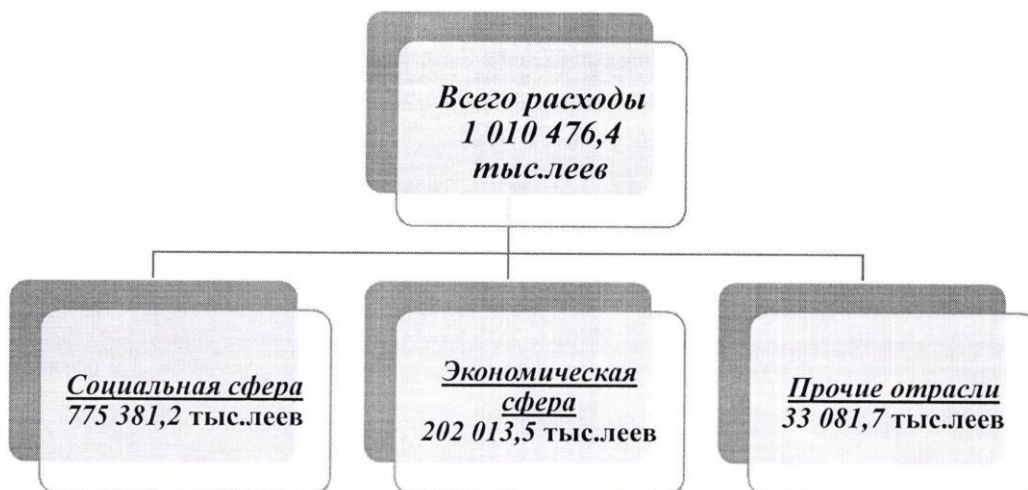 Всего расходы
1 010 476,4
тыс.леев
Социальная сфера
775 381,2 тыс.леев
Экономическая
сфера
202 013,5 тыс.леев
Прочие отрасли
33 081,7 тыс.леев